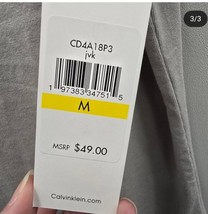 3/3
CD4A18P3
jvk
1 97383 34751 5
M
MSRP $49.00
Calvinklein.com